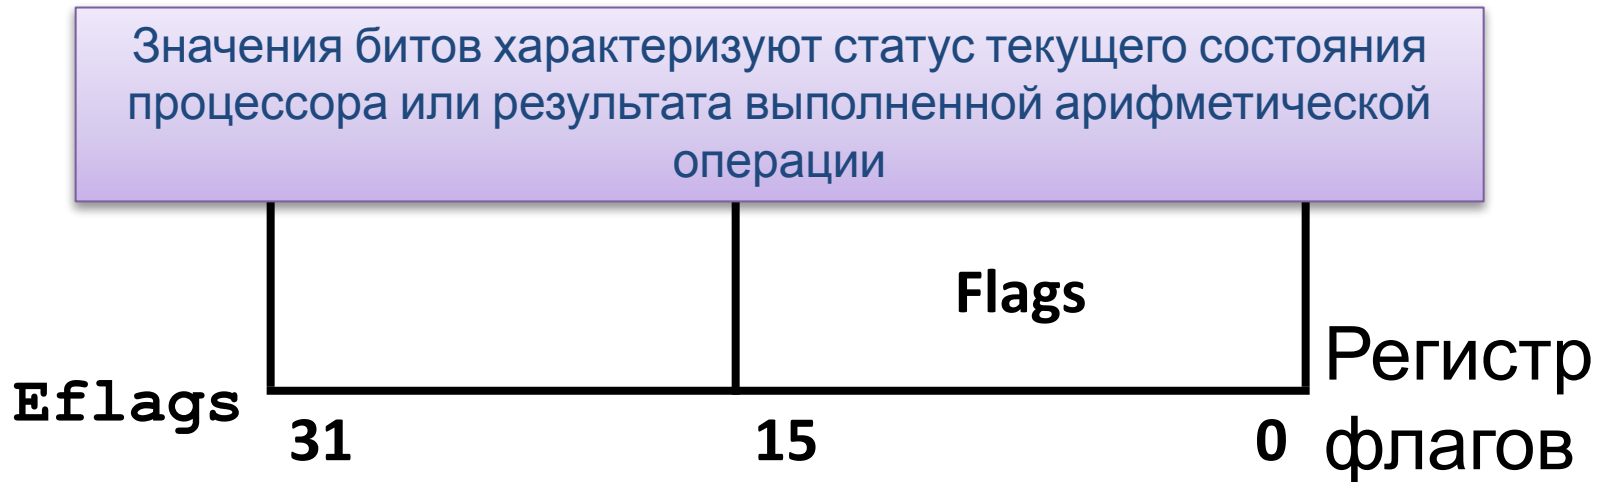 Значения битов характеризуют статус текущего состояния
процессора или результата выполненной арифметической
операции
Flags
Регистр
Eflags
31 15 0 флагов